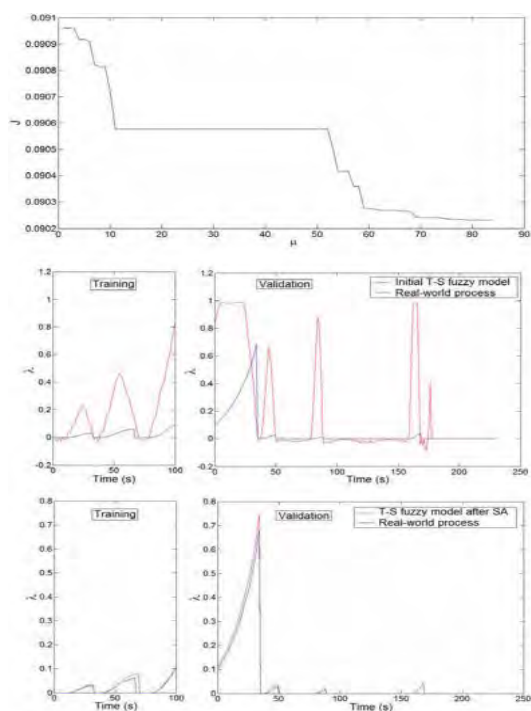 0.091
0.0909
0.0908
0.0907
0.0906
0.0905
0.0904
0.0903
0.0902
J
0 10 20 30 40 50 60 70 80 90
μ
Training
1.2
1
0.8
0.6
0.4
0.2
0
-0.2
λ
0 50 100
Time (s)
Validation
Initial T-S fuzzy model
Real-world process
1.2
1
0.8
0.6
0.4
0.2
0
-0.2
λ
0 50 100 150 200 250
Time (s)
Training
0.8
0.7
0.6
0.5
0.4
0.3
0.2
0.1
0
λ
0 50 100
Time (s)
Validation
T-S fuzzy model after SA
Real-world process
0.8
0.7
0.6
0.5
0.4
0.3
0.2
0.1
0
λ
0 50 100 150 200 250
Time (s)